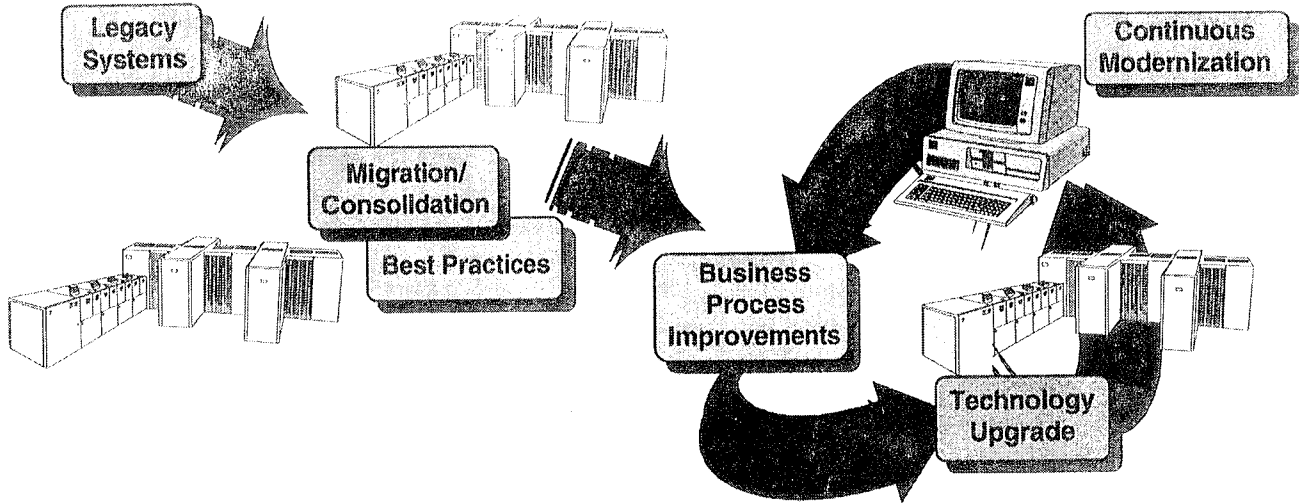 Legacy
Systems
Continuous
Modernization
Migration/
Consolidation
Best Practices
Business
Process
Improvements
Technology
Upgrade